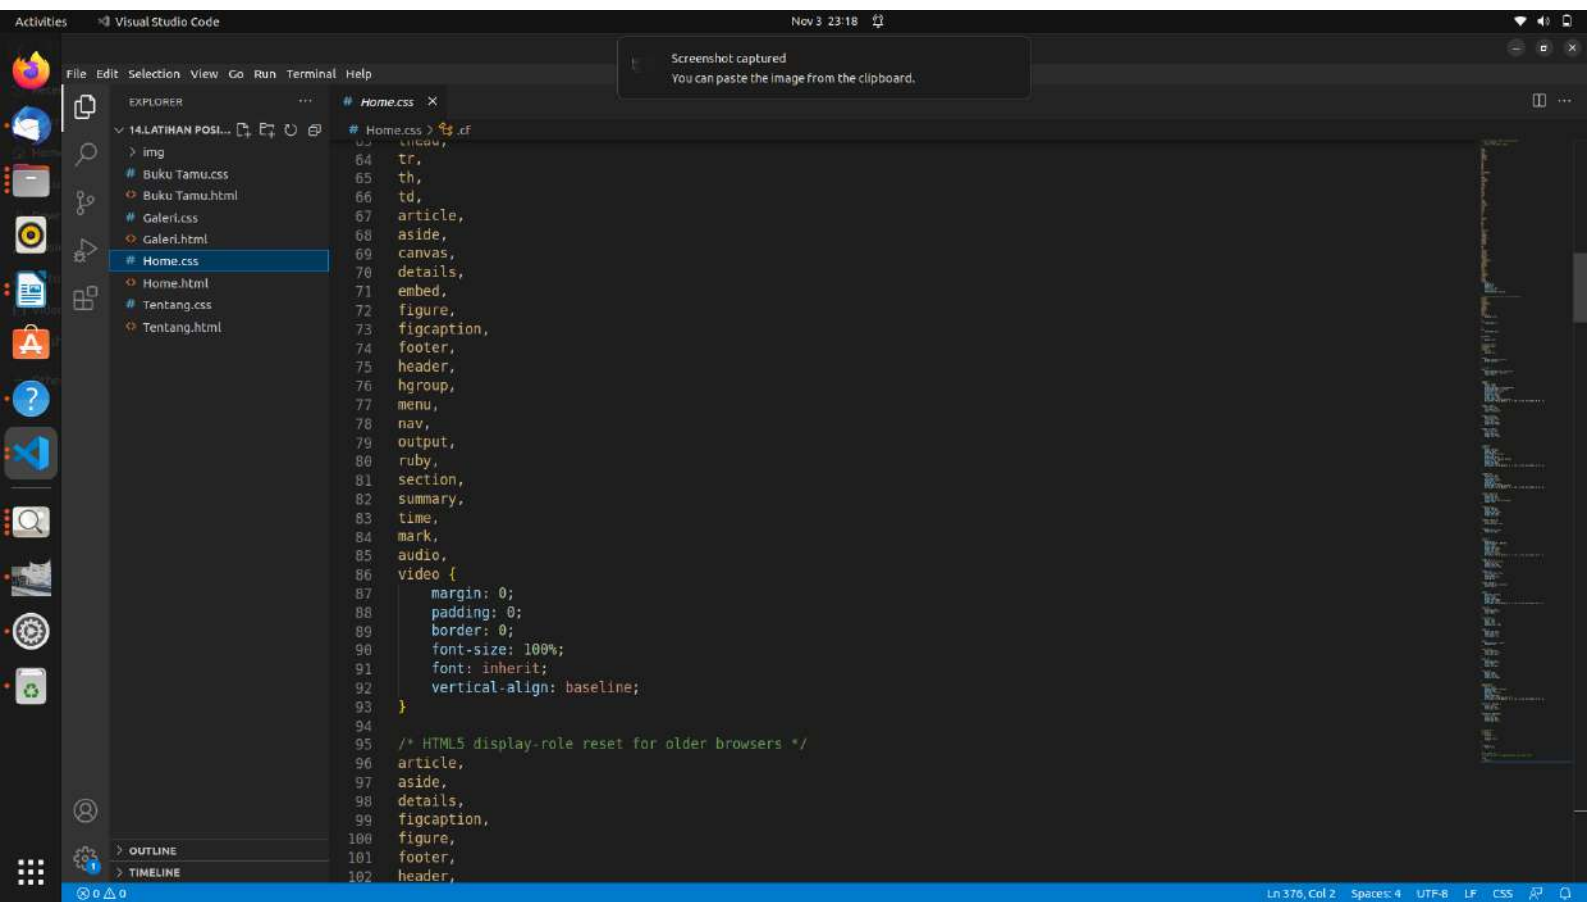 Activities
Visual Studio Code
Nov 3 23:18
Screenshot captured
You can paste the image from the clipboard.
File Edit Selection View Go Run Terminal Help
EXPLORER
14.LATIHAN POSI...
img
# Buku Tamu.css
<> Buku Tamu.html
# Galeri.css
<> Galeri.html
# Home.css
<> Home.html
# Tentang.css
<> Tentang.html
OUTLINE
TIMELINE
# Home.css
# Home.css > .cf
63 thead,
64 tr,
65 th,
66 td,
67 article,
68 aside,
69 canvas,
70 details,
71 embed,
72 figure,
73 figcaption,
74 footer,
75 header,
76 hgroup,
77 menu,
78 nav,
79 output,
80 ruby,
81 section,
82 summary,
83 time,
84 mark,
85 audio,
86 video {
87 margin: 0;
88 padding: 0;
89 border: 0;
90 font-size: 100%;
91 font: inherit;
92 vertical-align: baseline;
93 }
94
95 /* HTML5 display-role reset for older browsers */
96 article,
97 aside,
98 details,
99 figcaption,
100 figure,
101 footer,
102 header,
1
0 0
Ln 376, Col 2 Spaces: 4 UTF-8 LF CSS